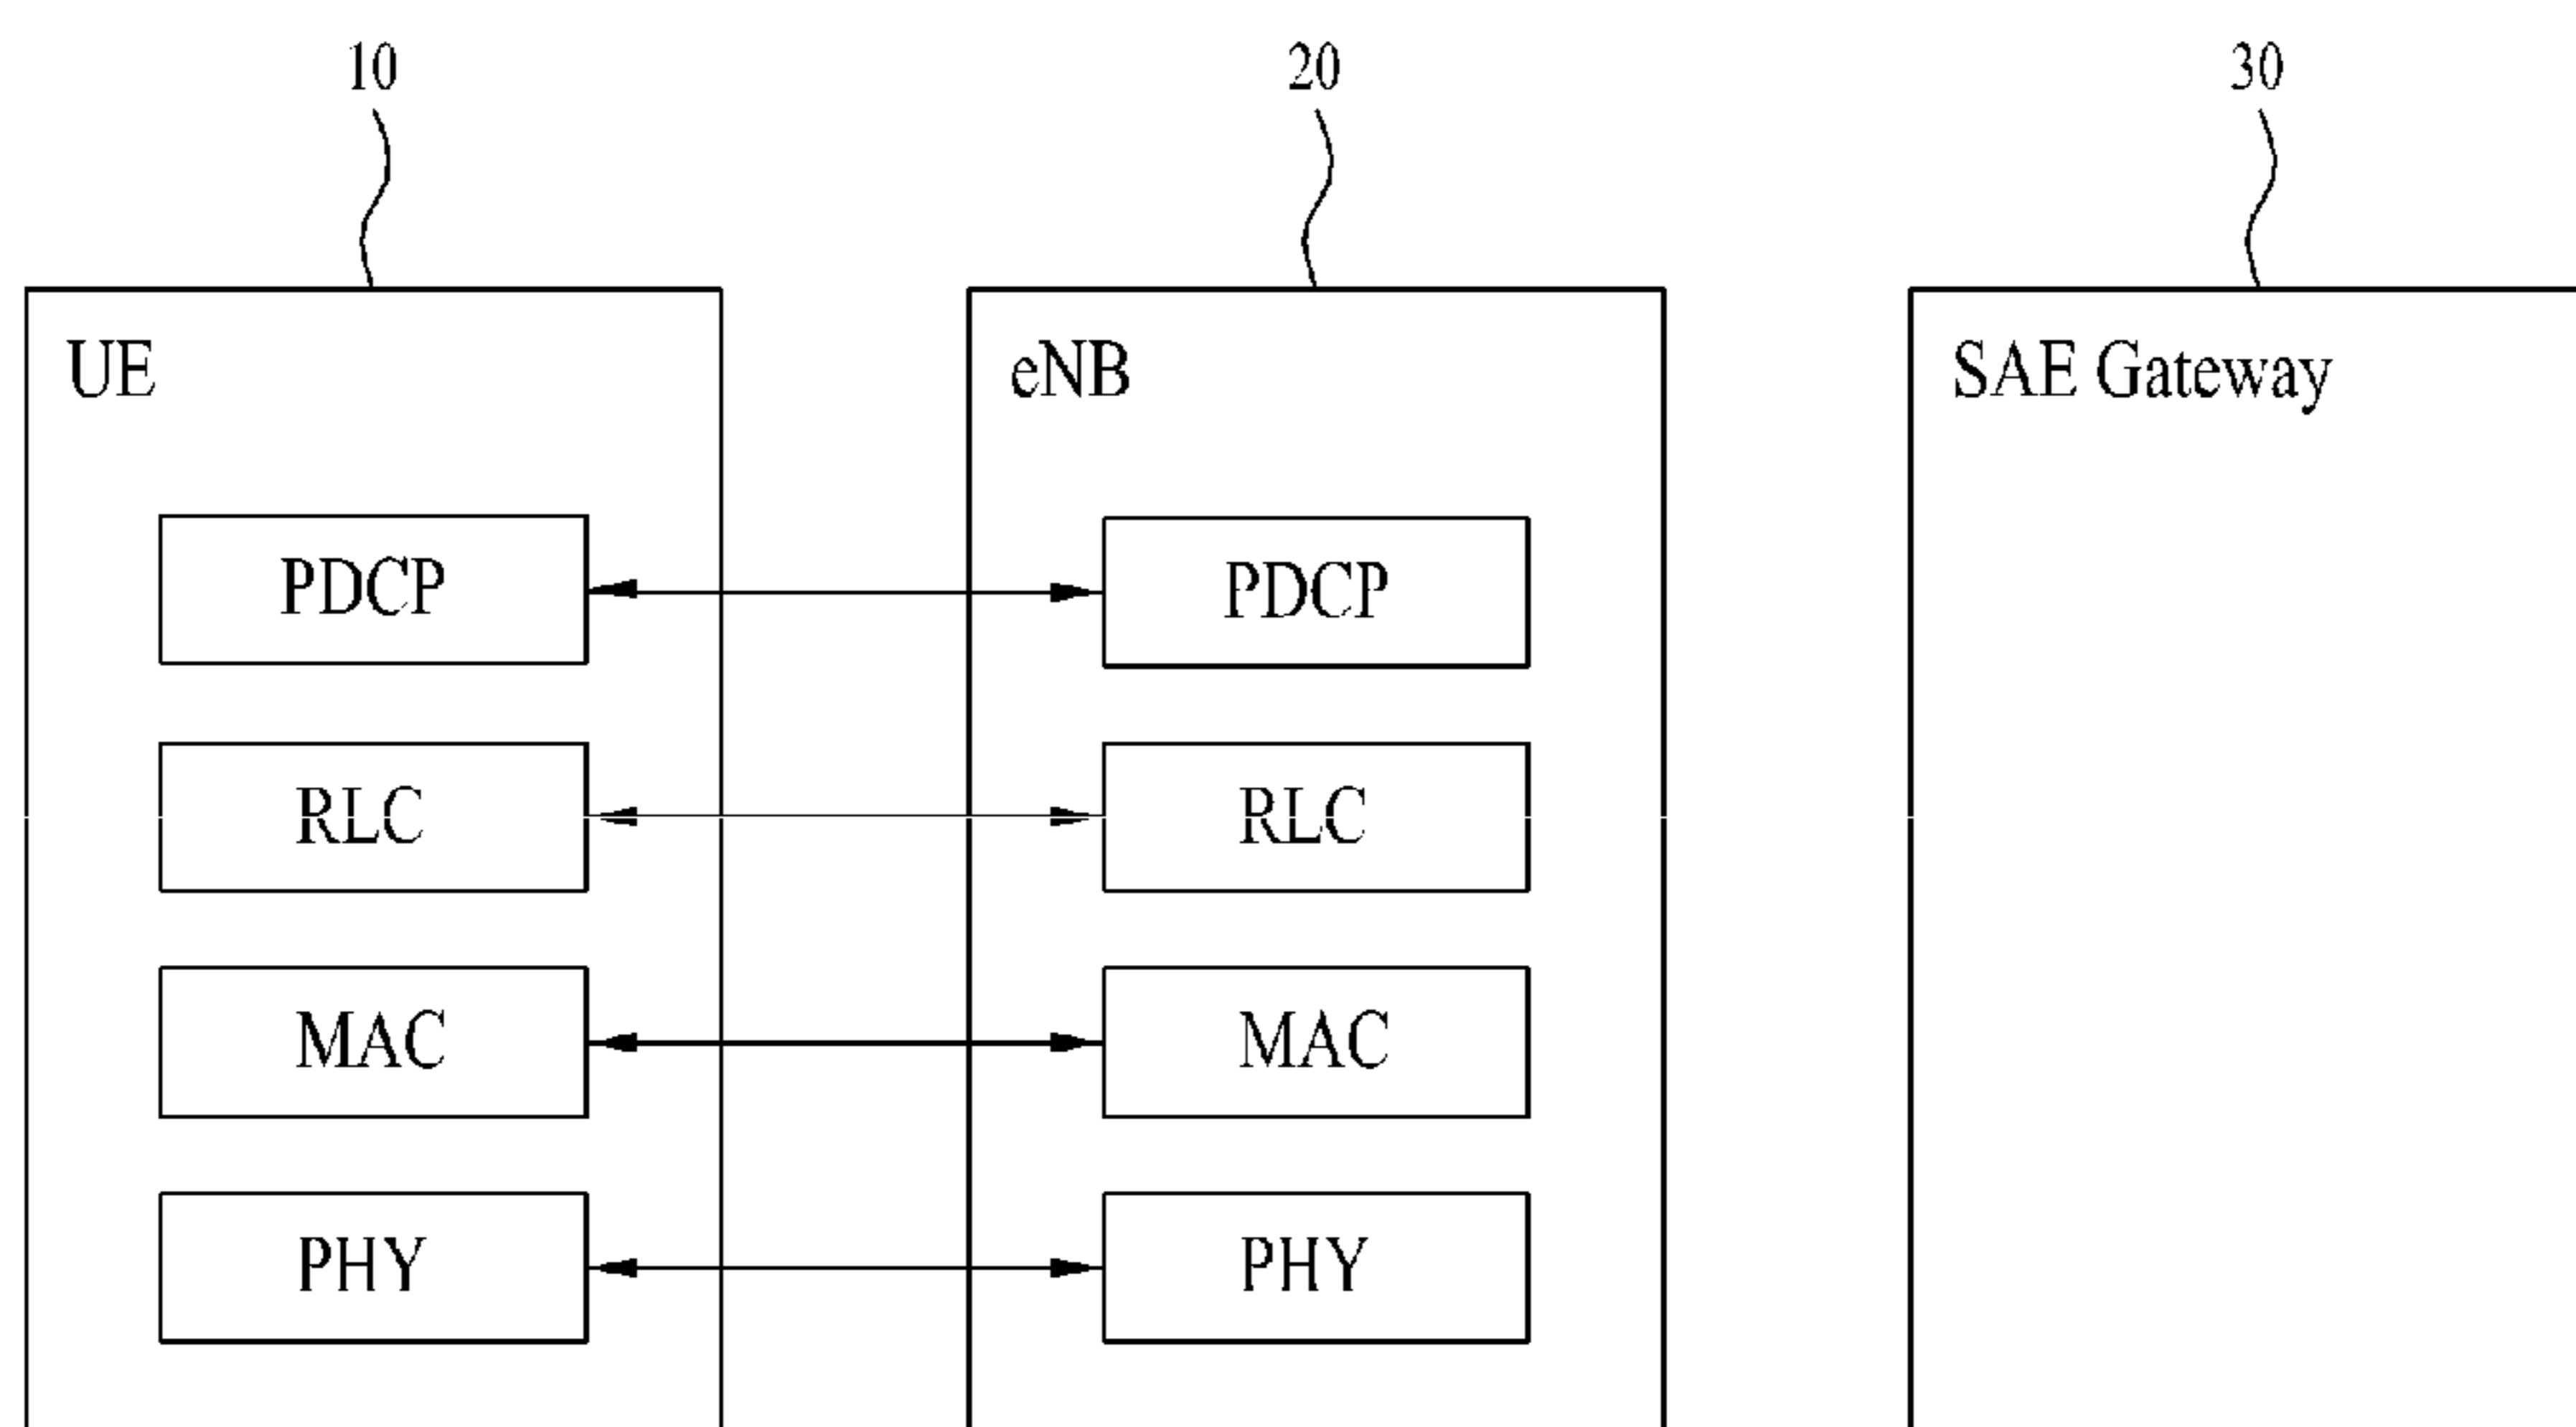 10 20 30
UE eNB SAE Gateway
PDCP PDCP
RLC RLC
MAC MAC
PHY PHY